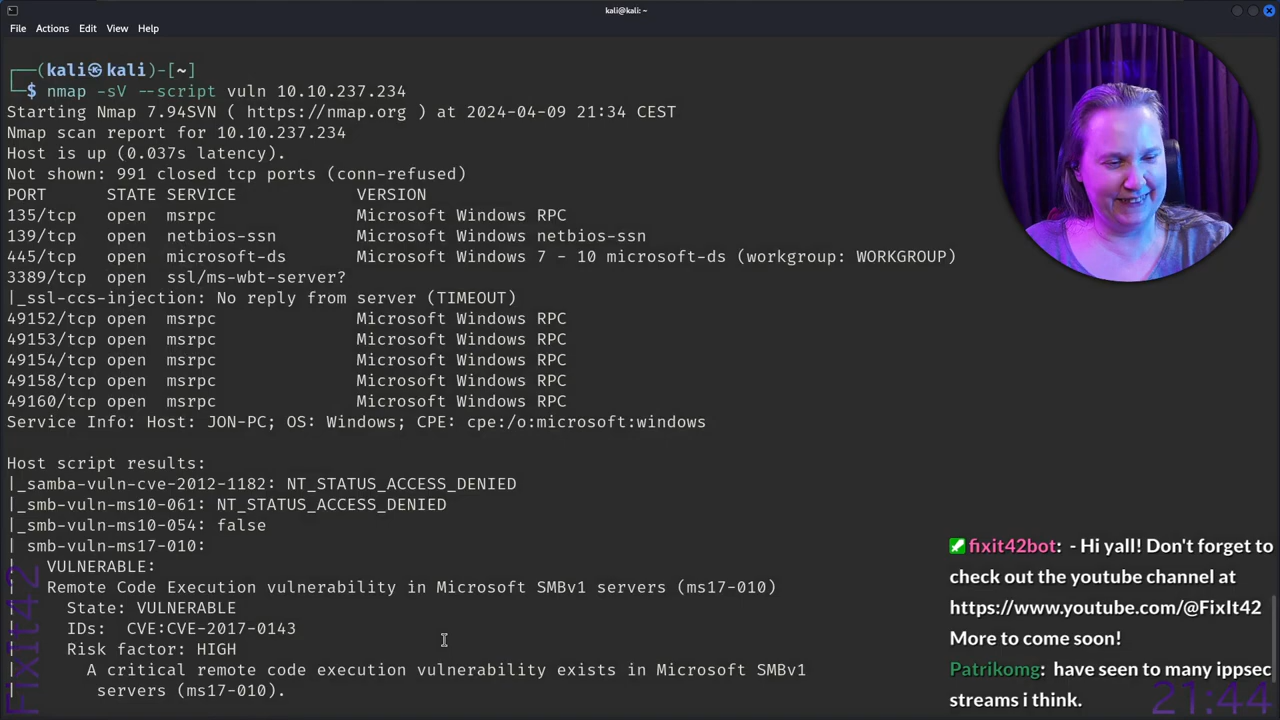 kali@kali: ~
File Actions Edit View Help
┌──(kali㉿kali)-[~]
└─$ nmap -sV --script vuln 10.10.237.234
Starting Nmap 7.94SVN ( https://nmap.org ) at 2024-04-09 21:34 CEST
Nmap scan report for 10.10.237.234
Host is up (0.037s latency).
Not shown: 991 closed tcp ports (conn-refused)
PORT STATE SERVICE VERSION
135/tcp open msrpc Microsoft Windows RPC
139/tcp open netbios-ssn Microsoft Windows netbios-ssn
445/tcp open microsoft-ds Microsoft Windows 7 - 10 microsoft-ds (workgroup: WORKGROUP)
3389/tcp open ssl/ms-wbt-server?
|_ssl-ccs-injection: No reply from server (TIMEOUT)
49152/tcp open msrpc Microsoft Windows RPC
49153/tcp open msrpc Microsoft Windows RPC
49154/tcp open msrpc Microsoft Windows RPC
49158/tcp open msrpc Microsoft Windows RPC
49160/tcp open msrpc Microsoft Windows RPC
Service Info: Host: JON-PC; OS: Windows; CPE: cpe:/o:microsoft:windows
Host script results:
|_samba-vuln-cve-2012-1182: NT_STATUS_ACCESS_DENIED
|_smb-vuln-ms10-061: NT_STATUS_ACCESS_DENIED
|_smb-vuln-ms10-054: false
| smb-vuln-ms17-010:
| VULNERABLE:
| Remote Code Execution vulnerability in Microsoft SMBv1 servers (ms17-010)
| State: VULNERABLE
| IDs: CVE:CVE-2017-0143
| Risk factor: HIGH
| A critical remote code execution vulnerability exists in Microsoft SMBv1
| servers (ms17-010).
FixIt42
fixit42bot: - Hi yall! Don't forget to
check out the youtube channel at
https://www.youtube.com/@FixIt42
More to come soon!
Patrikomg: have seen to many ippsec
streams i think.
21:44